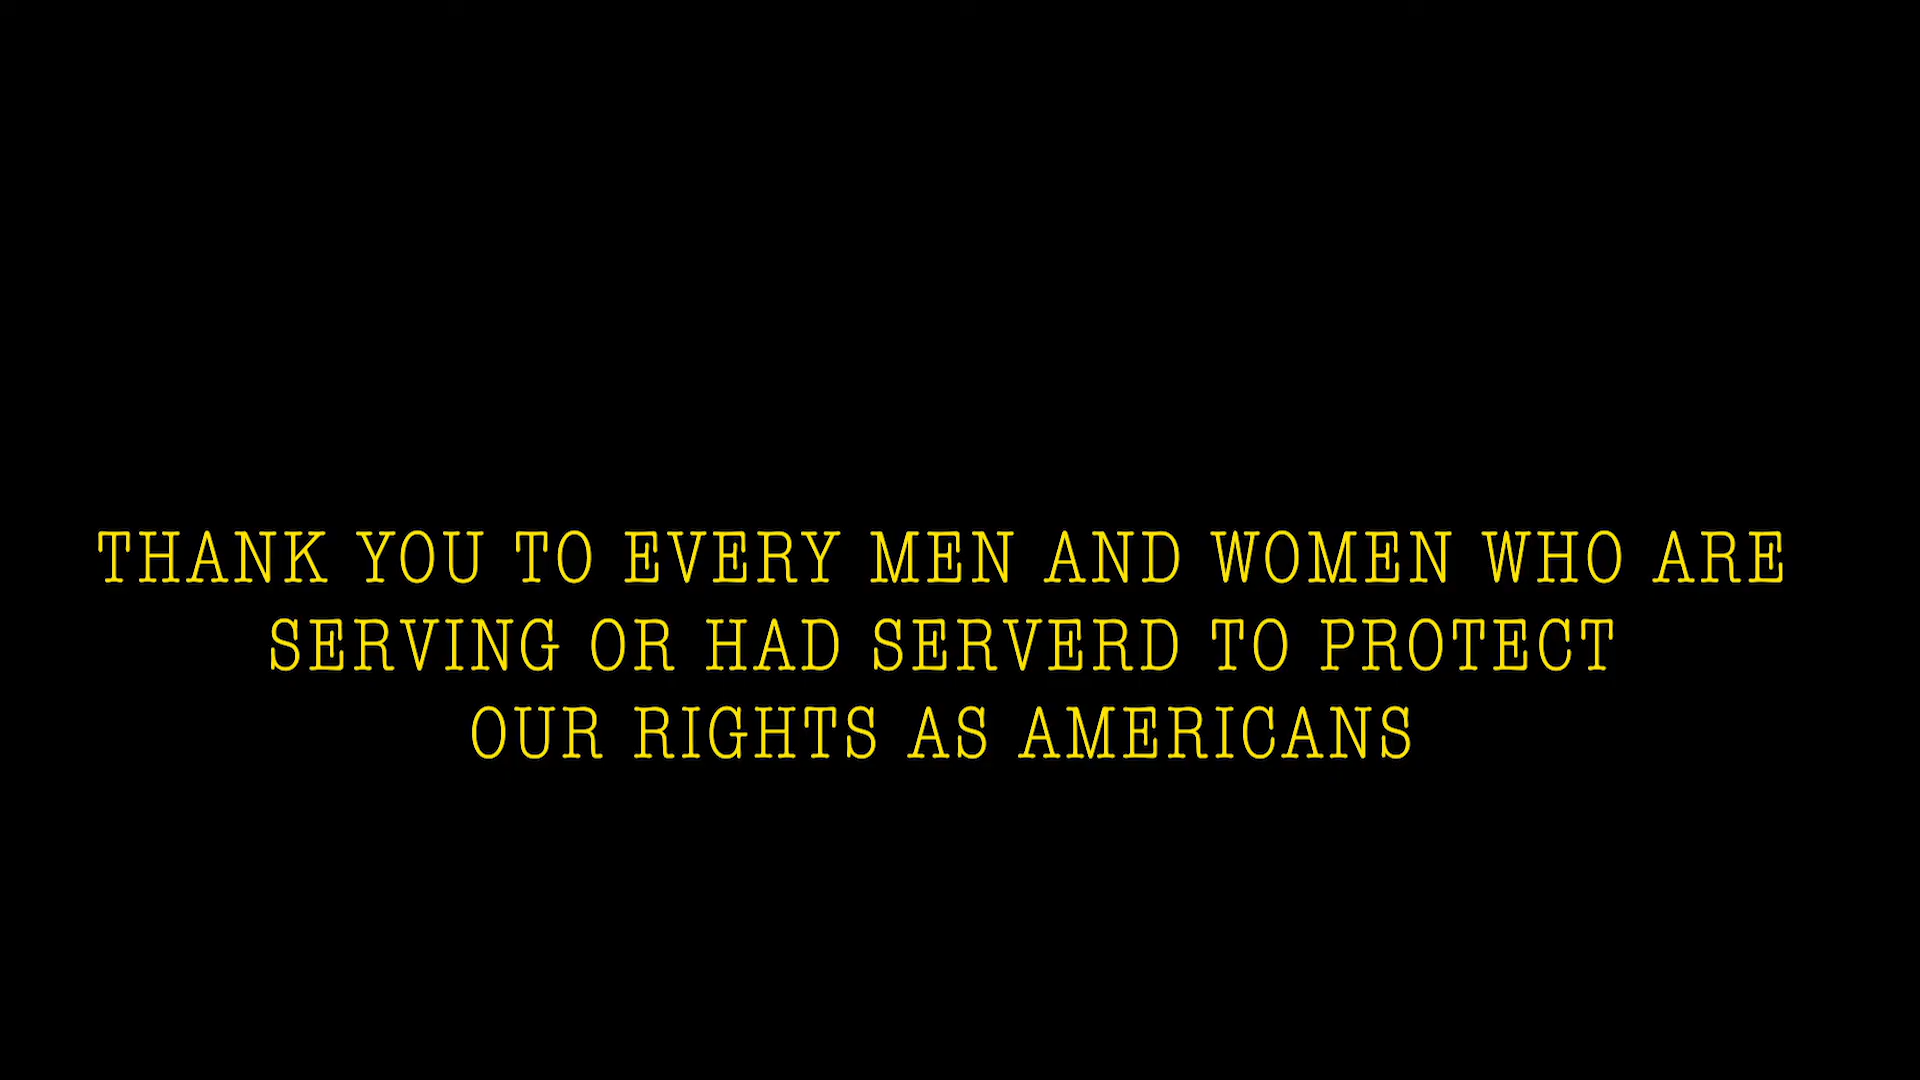 THANK YOU TO EVERY MEN AND WOMEN WHO ARE
SERVING OR HAD SERVERD TO PROTECT
OUR RIGHTS AS AMERICANS